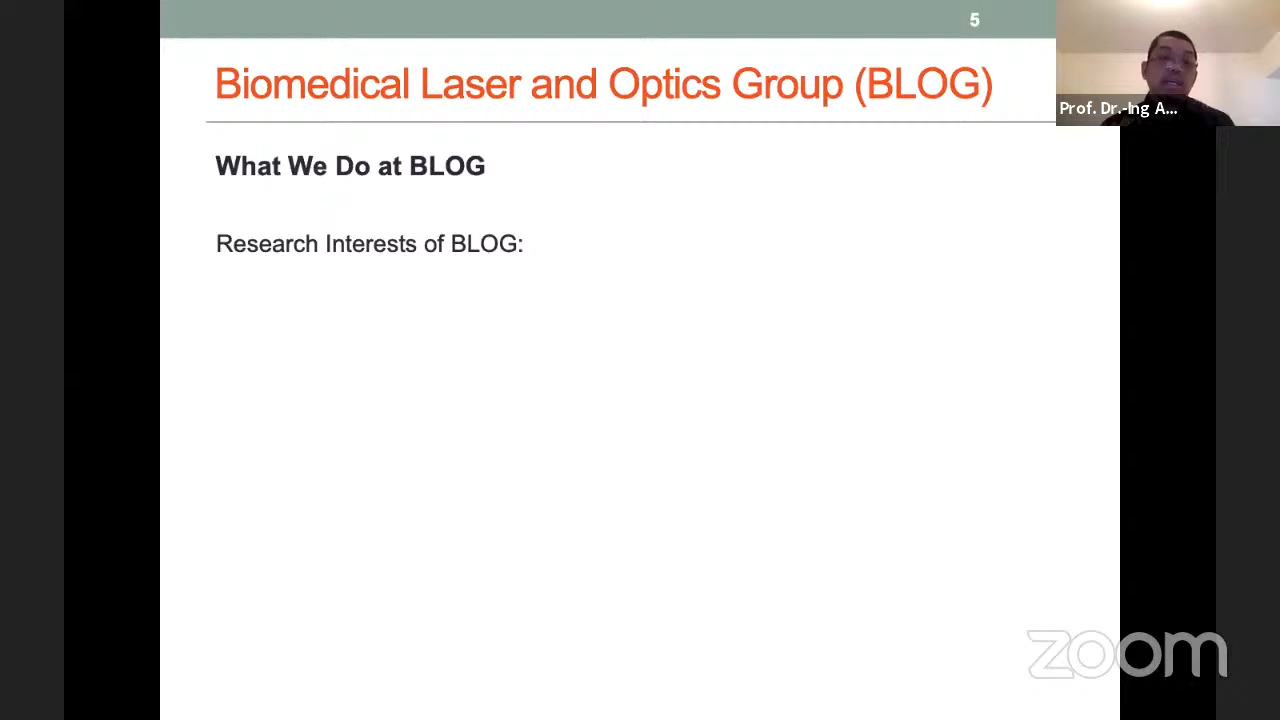 5
Biomedical Laser and Optics Group (BLOG)
Prof. Dr.-Ing A...
What We Do at BLOG
Research Interests of BLOG:
zoom